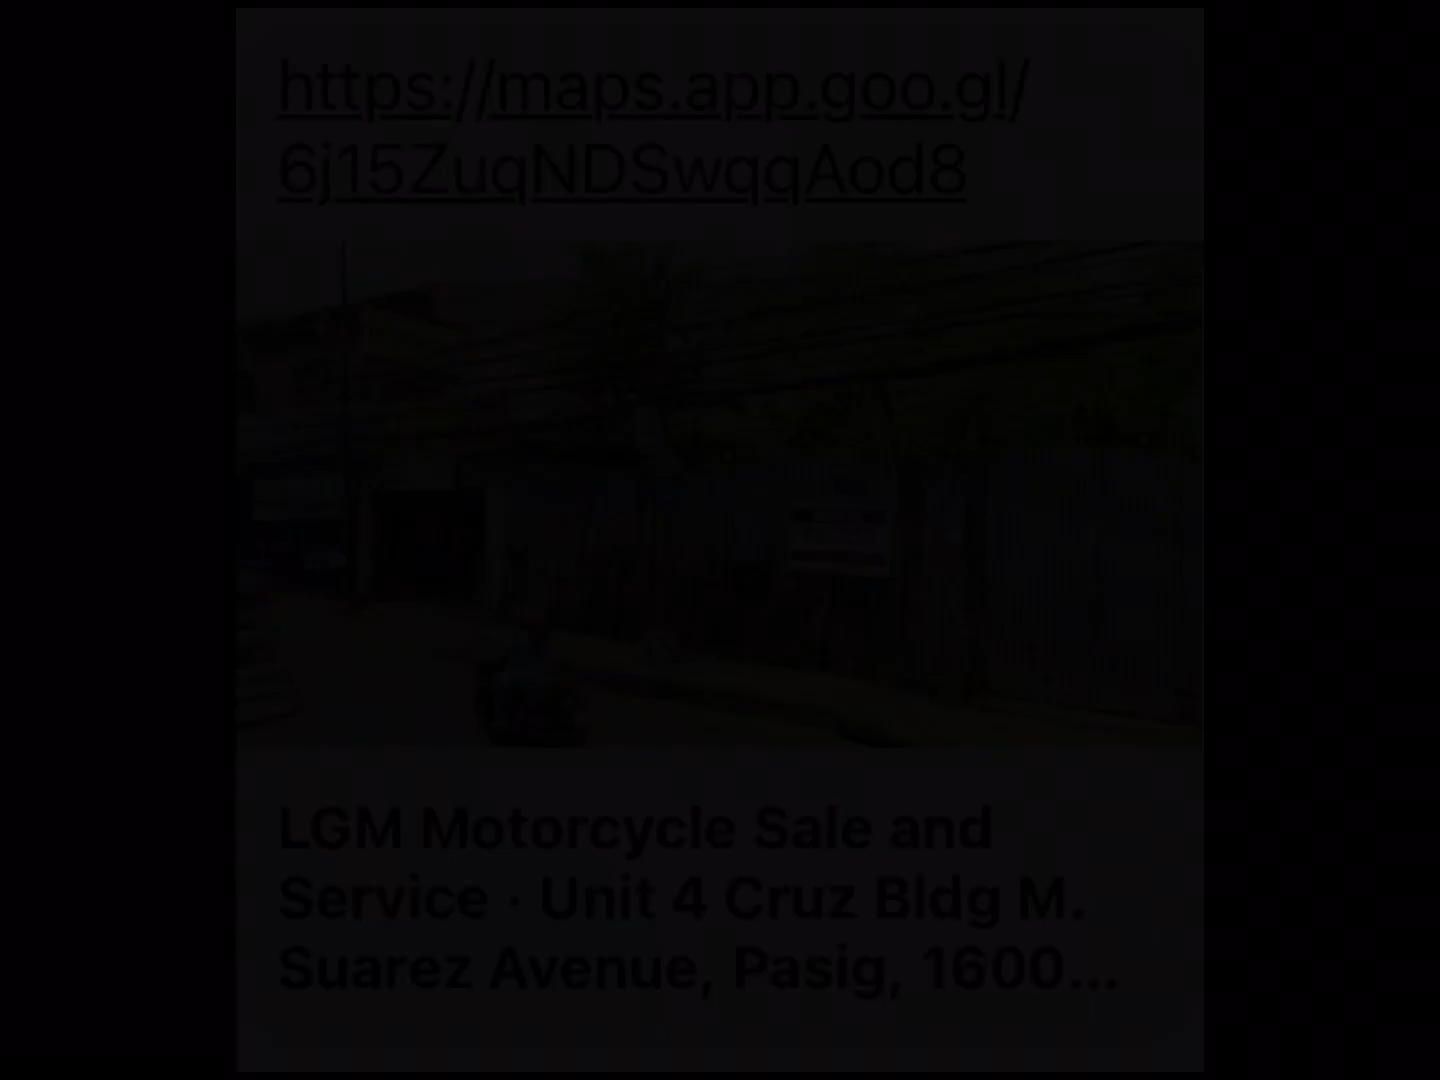 https://maps.app.goo.gl/
6j15ZuqNDSwqqAod8
LGM Motorcycle Sale and
Service · Unit 4 Cruz Bldg M.
Suarez Avenue, Pasig, 1600...